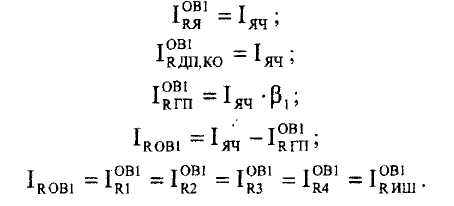 I_{RЯ}^{OB1} = I_{ЯЧ} ;
I_{RДП,КО}^{OB1} = I_{ЯЧ} ;
I_{RГП}^{OB1} = I_{ЯЧ} · β_1 ;
I_{ROB1} = I_{ЯЧ} − I_{RГП}^{OB1} ;
I_{ROB1} = I_{R1}^{OB1} = I_{R2}^{OB1} = I_{R3}^{OB1} = I_{R4}^{OB1} = I_{RИШ}^{OB1} .